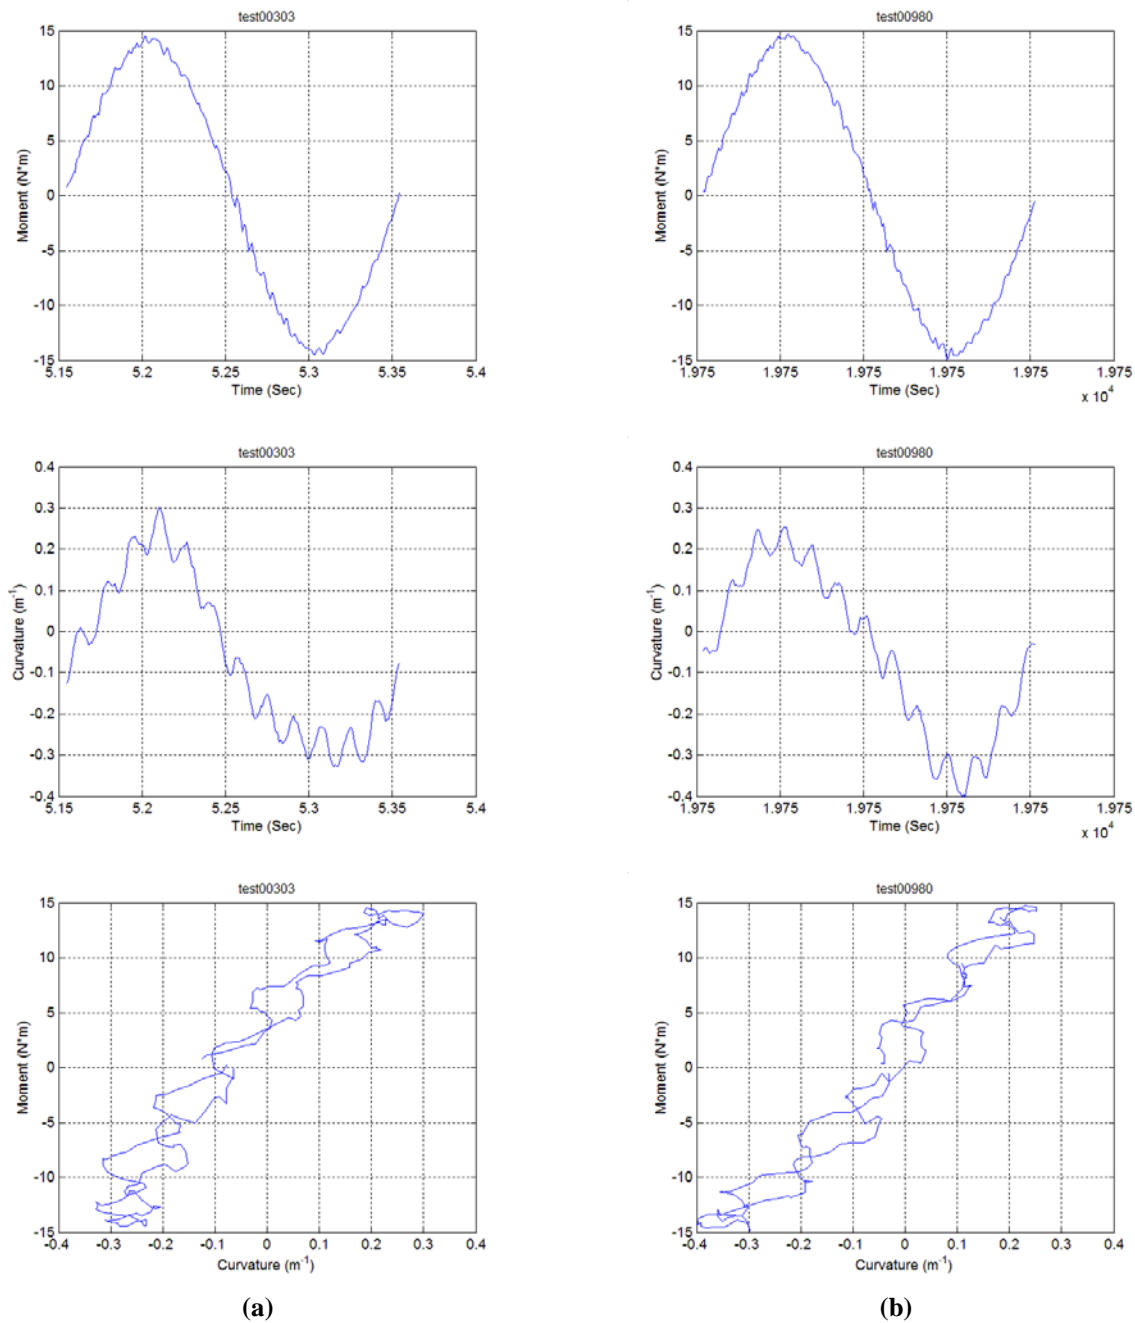 test00303
15
10
5
0
-5
-10
-15
Moment (N*m)
5.15 5.2 5.25 5.3 5.35 5.4
Time (Sec)
test00980
15
10
5
0
-5
-10
-15
Moment (N*m)
1.975 1.975 1.975 1.975 1.975 1.975
Time (Sec)
x 10⁴
test00303
0.4
0.3
0.2
0.1
0
-0.1
-0.2
-0.3
-0.4
Curvature (m⁻¹)
5.15 5.2 5.25 5.3 5.35 5.4
Time (Sec)
test00980
0.4
0.3
0.2
0.1
0
-0.1
-0.2
-0.3
-0.4
Curvature (m⁻¹)
1.975 1.975 1.975 1.975 1.975 1.975
Time (Sec)
x 10⁴
test00303
15
10
5
0
-5
-10
-15
Moment (N*m)
-0.4 -0.3 -0.2 -0.1 0 0.1 0.2 0.3 0.4
Curvature (m⁻¹)
test00980
15
10
5
0
-5
-10
-15
Moment (N*m)
-0.4 -0.3 -0.2 -0.1 0 0.1 0.2 0.3 0.4
Curvature (m⁻¹)
(a)
(b)